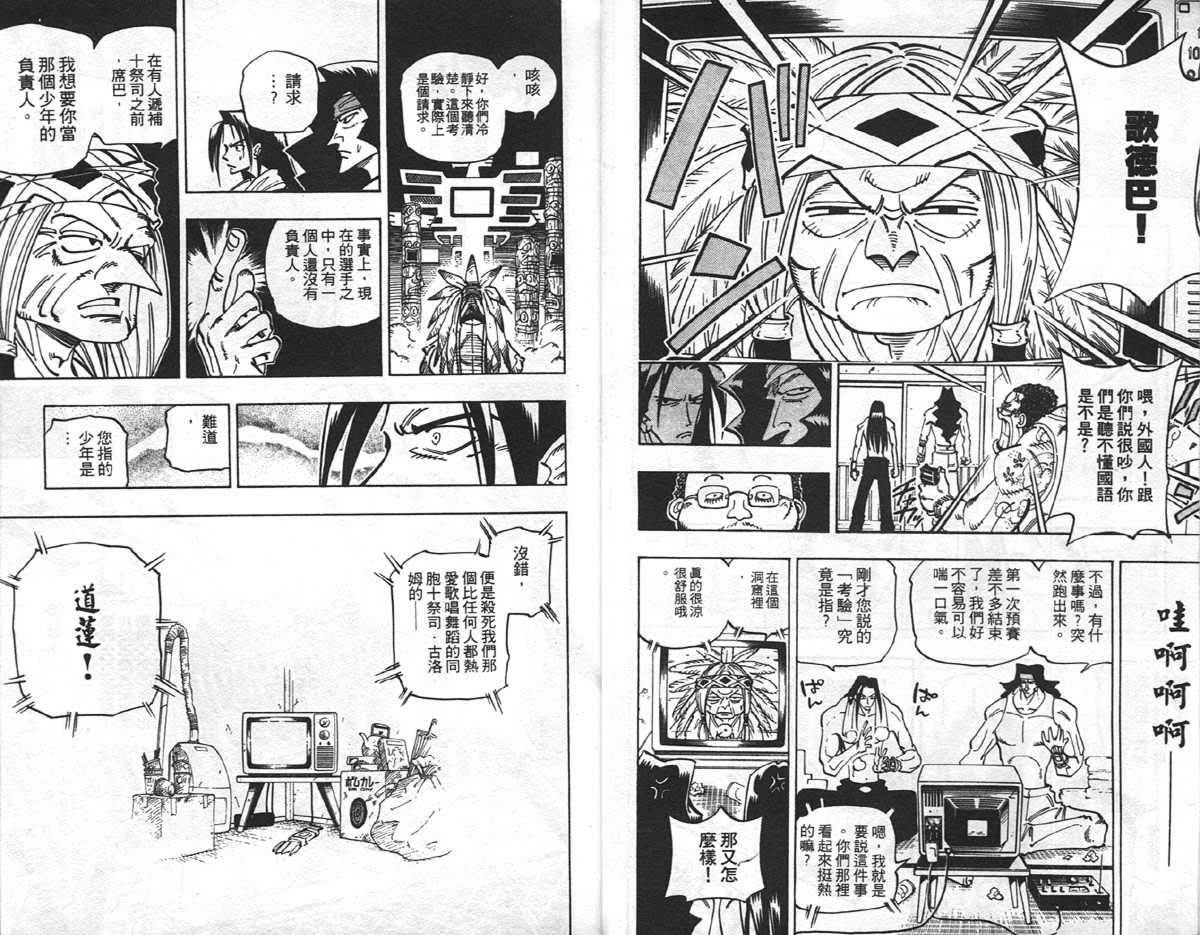 歌德巴！
喂，外國人！跟
你們説很吵，你
們是聽不懂國語
是不是？
哇啊啊啊
不過，有什
麼事嗎？突
然跑出來。
第一次預賽
差不多結束
了，我們好
不容易可以
喘一口氣。
ぱん
ぱん
嗯，我就是
要説這件事
。你們那裡
看起來挺熱
的嘛？
剛才您説的
「考驗」究
竟是指？
在這個
洞窟裡
，
真的很涼
很舒服哦
。
那又怎
麼樣！
咳咳
，
好，你們冷
靜下來聽清
楚。這個考
驗，實際上
是個請求。
請求
…？
事實上，現
在的選手之
中，只有一
個人還沒有
負責人。
在有人遞補
十祭司之前
，席巴，
我想要你當
那個少年的
負責人。
難道
，
您指的
少年是
…
沒錯，
便是殺死我們那
個比任何人都熱
愛歌唱舞蹈的同
胞十祭司．古洛
姆的——
道蓮！